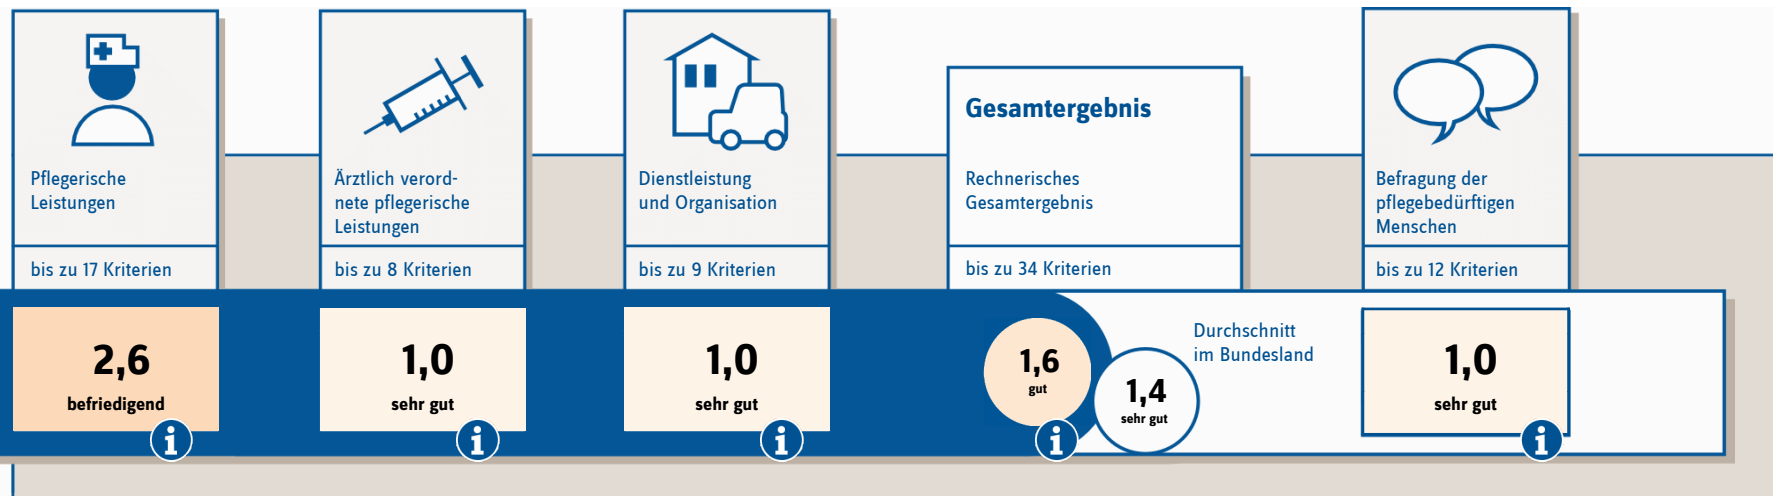 Pflegerische
Leistungen
bis zu 17 Kriterien
2,6
befriedigend
Ärztlich verord-
nete pflegerische
Leistungen
bis zu 8 Kriterien
1,0
sehr gut
Dienstleistung
und Organisation
bis zu 9 Kriterien
1,0
sehr gut
Gesamtergebnis
Rechnerisches
Gesamtergebnis
bis zu 34 Kriterien
1,6
gut
Durchschnitt
im Bundesland
1,4
sehr gut
Befragung der
pflegebedürftigen
Menschen
bis zu 12 Kriterien
1,0
sehr gut